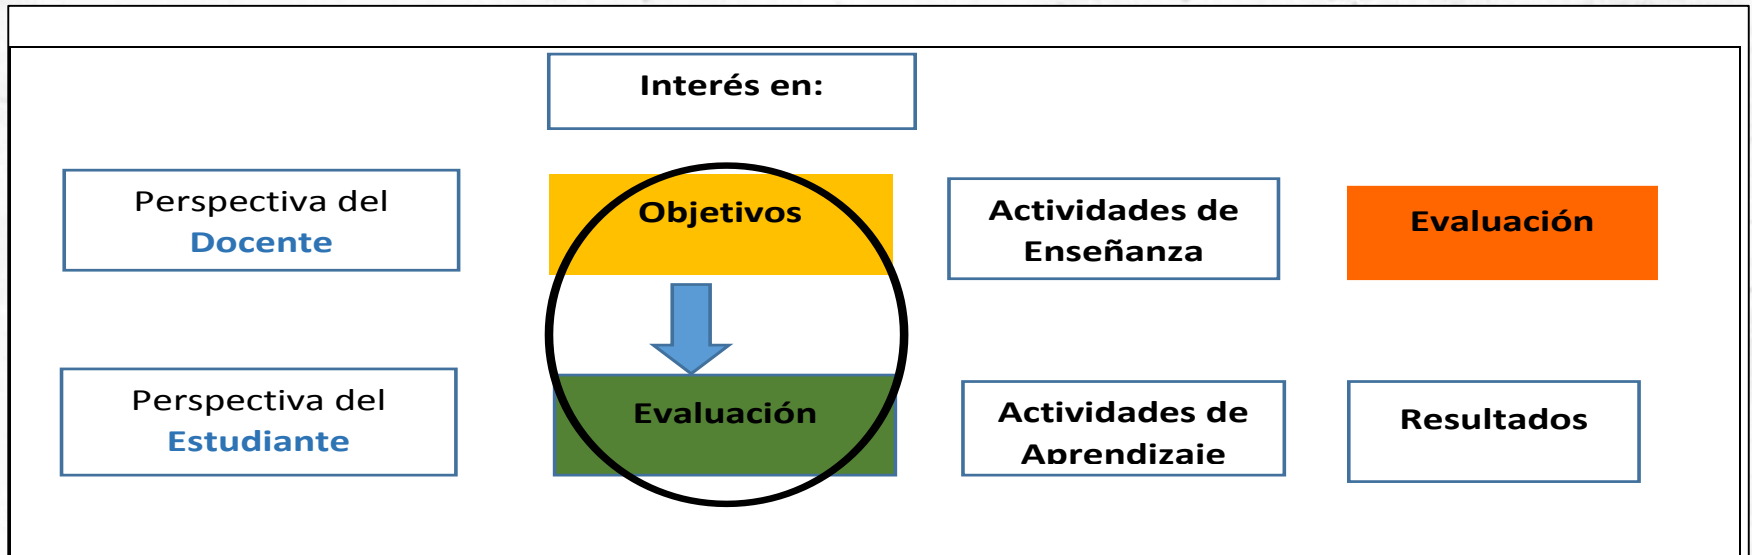 Interés en:
Perspectiva del
Docente
Objetivos
Actividades de
Enseñanza
Evaluación
Perspectiva del
Estudiante
Evaluación
Actividades de
Aprendizaje
Resultados